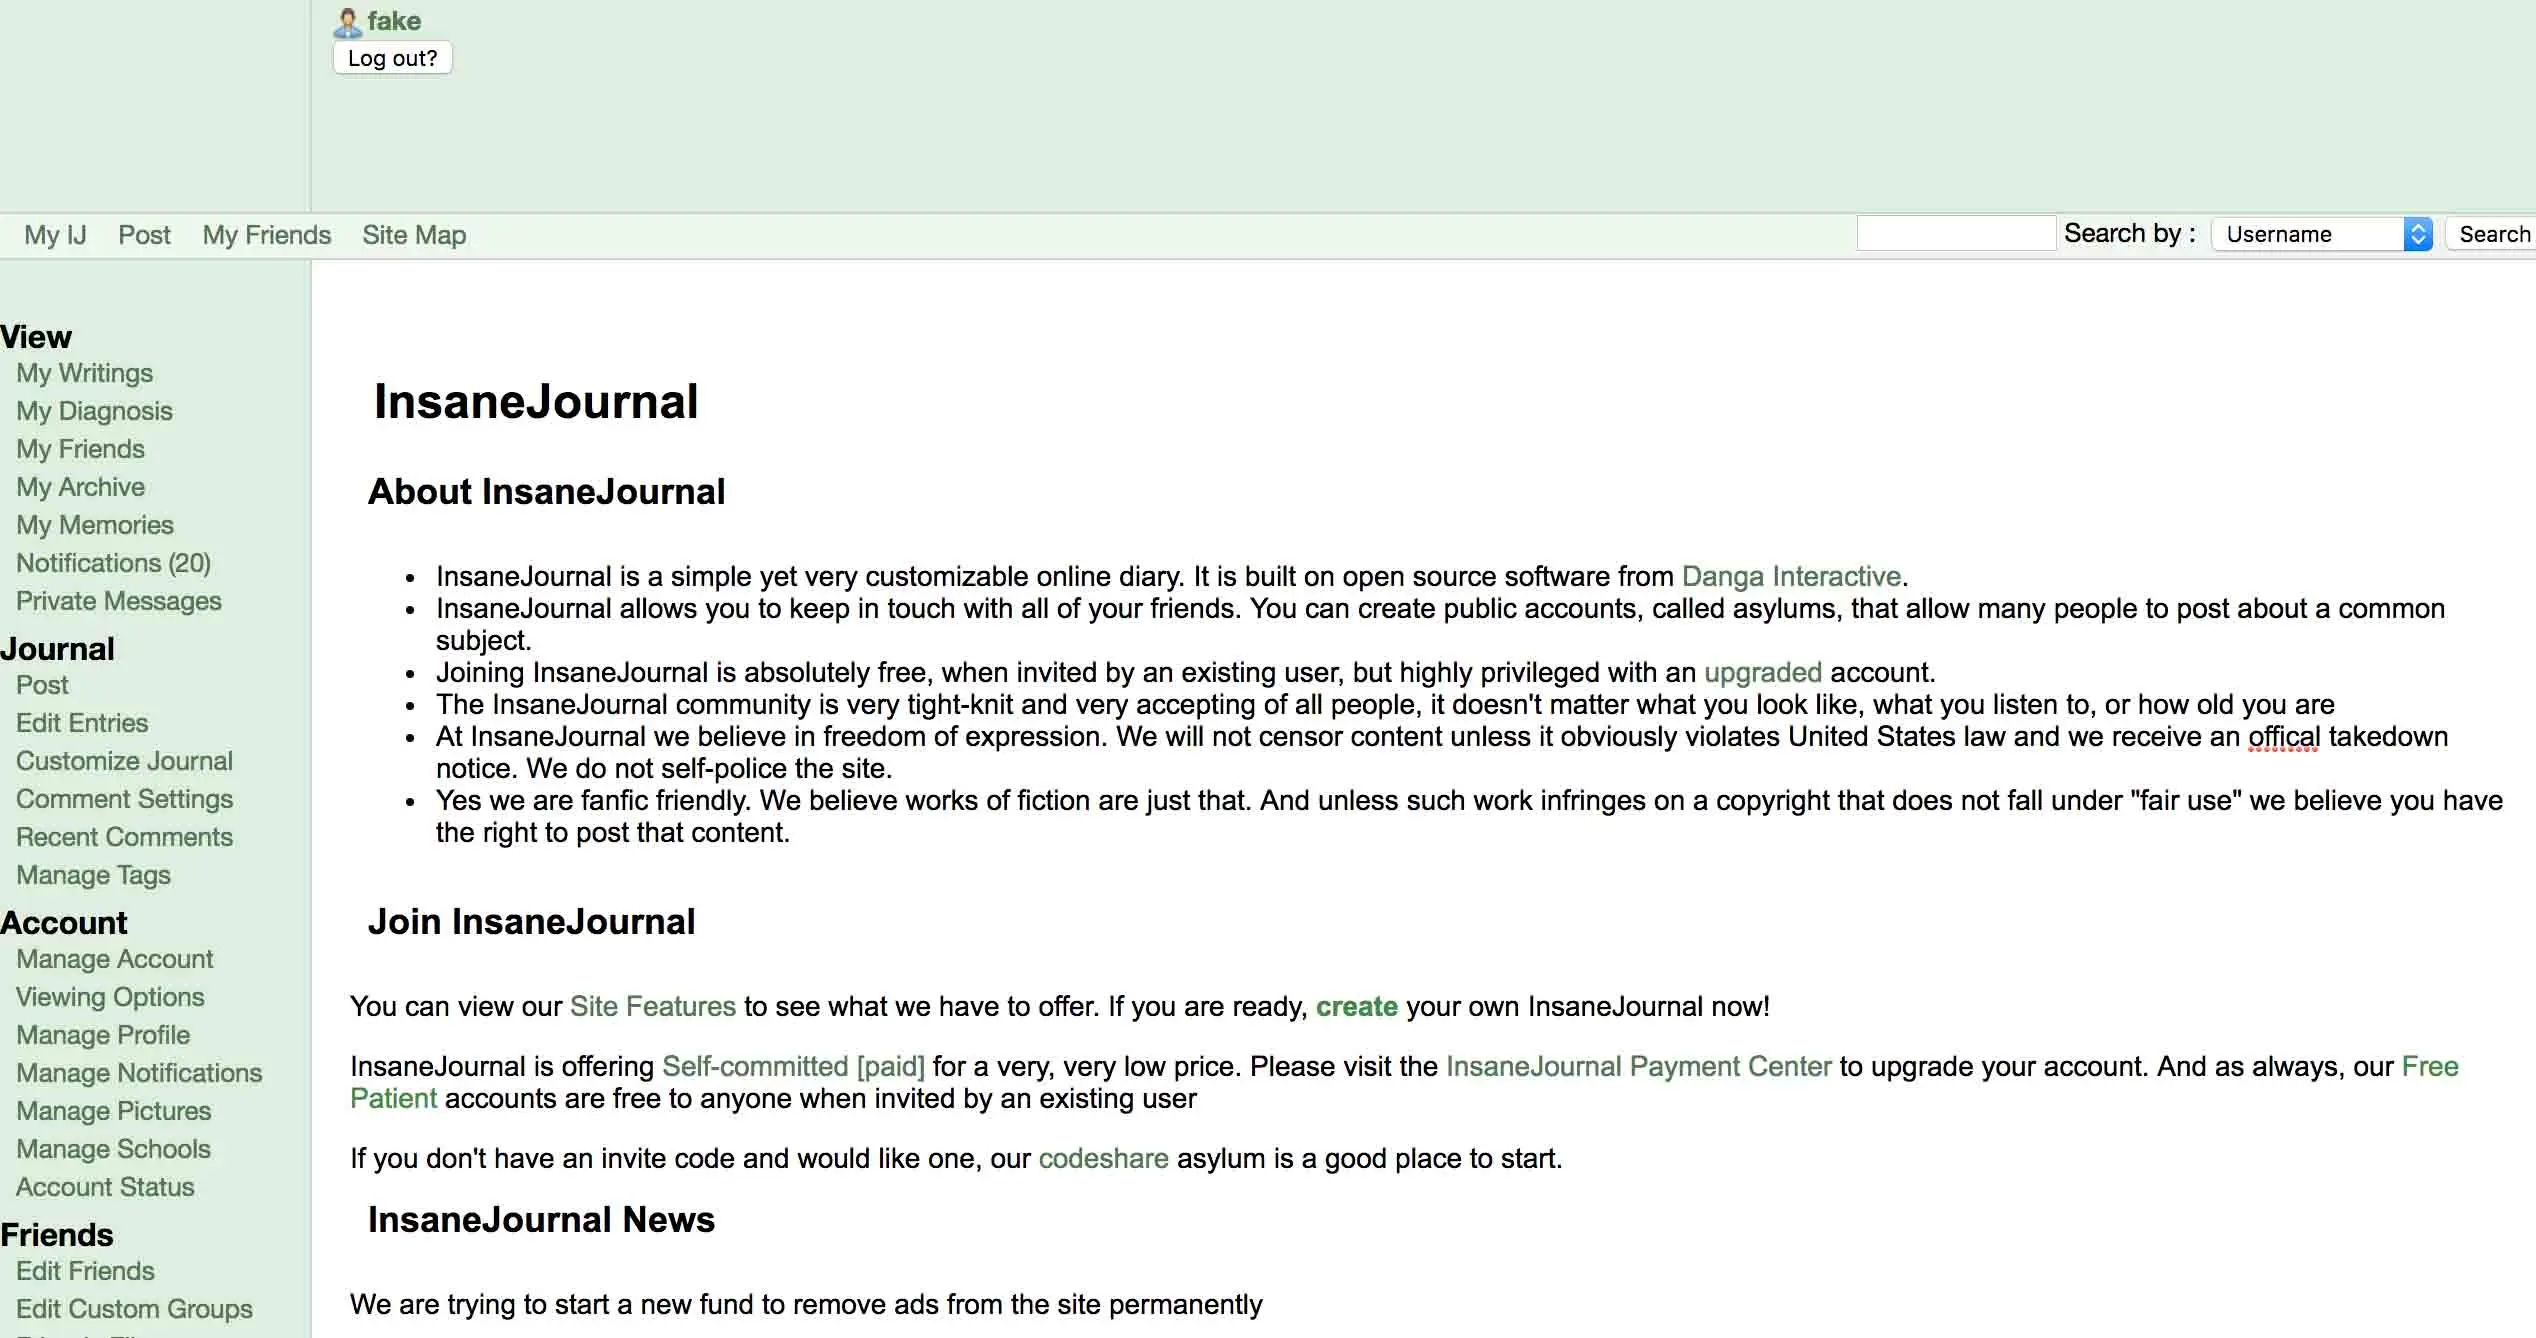 fake
Log out?
My IJ Post My Friends Site Map Search by : Username Search
View
My Writings
My Diagnosis
My Friends
My Archive
My Memories
Notifications (20)
Private Messages
Journal
Post
Edit Entries
Customize Journal
Comment Settings
Recent Comments
Manage Tags
Account
Manage Account
Viewing Options
Manage Profile
Manage Notifications
Manage Pictures
Manage Schools
Account Status
Friends
Edit Friends
Edit Custom Groups
InsaneJournal
About InsaneJournal
• InsaneJournal is a simple yet very customizable online diary. It is built on open source software from Danga Interactive.
• InsaneJournal allows you to keep in touch with all of your friends. You can create public accounts, called asylums, that allow many people to post about a common
subject.
• Joining InsaneJournal is absolutely free, when invited by an existing user, but highly privileged with an upgraded account.
• The InsaneJournal community is very tight-knit and very accepting of all people, it doesn't matter what you look like, what you listen to, or how old you are
• At InsaneJournal we believe in freedom of expression. We will not censor content unless it obviously violates United States law and we receive an offical takedown
notice. We do not self-police the site.
• Yes we are fanfic friendly. We believe works of fiction are just that. And unless such work infringes on a copyright that does not fall under "fair use" we believe you have
the right to post that content.
Join InsaneJournal
You can view our Site Features to see what we have to offer. If you are ready, create your own InsaneJournal now!
InsaneJournal is offering Self-committed [paid] for a very, very low price. Please visit the InsaneJournal Payment Center to upgrade your account. And as always, our Free
Patient accounts are free to anyone when invited by an existing user
If you don't have an invite code and would like one, our codeshare asylum is a good place to start.
InsaneJournal News
We are trying to start a new fund to remove ads from the site permanently